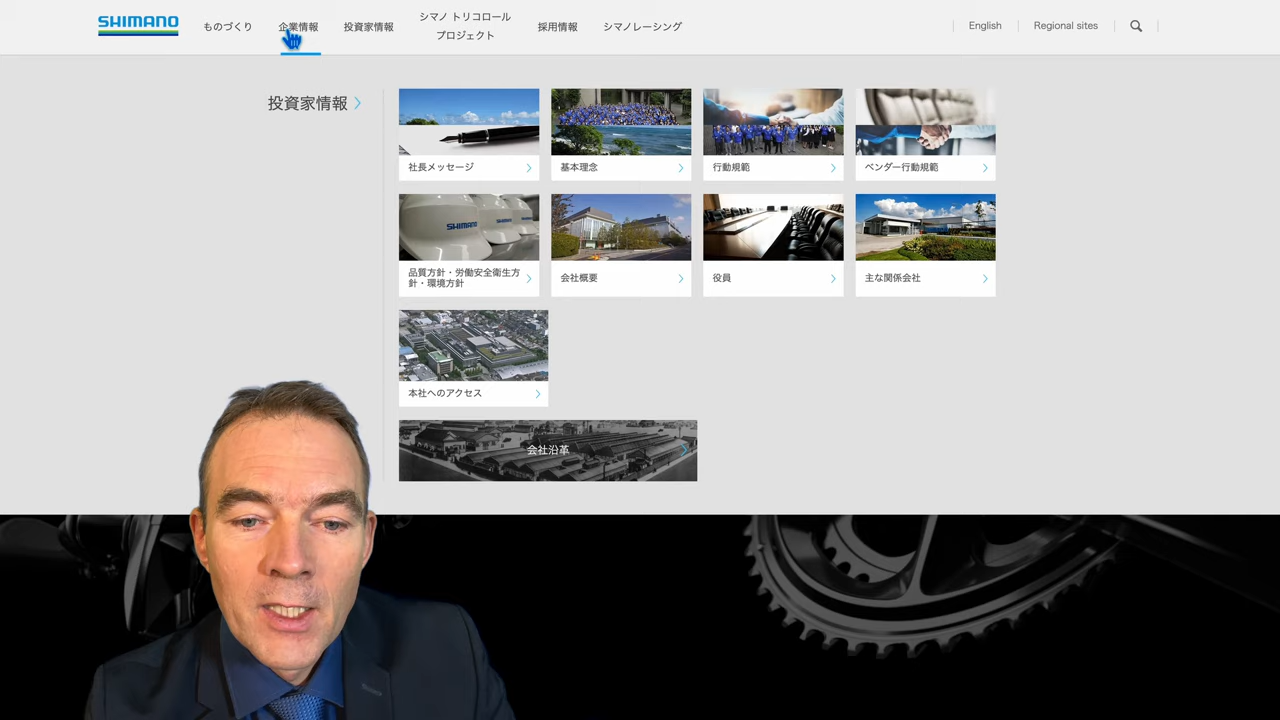 SHIMANO
ものづくり
企業情報
投資家情報
シマノ トリコロール
プロジェクト
採用情報
シマノレーシング
English
Regional sites
投資家情報
社長メッセージ
基本理念
行動規範
ベンダー行動規範
SHIMANO
品質方針・労働安全衛生方
針・環境方針
会社概要
役員
主な関係会社
本社へのアクセス
会社沿革